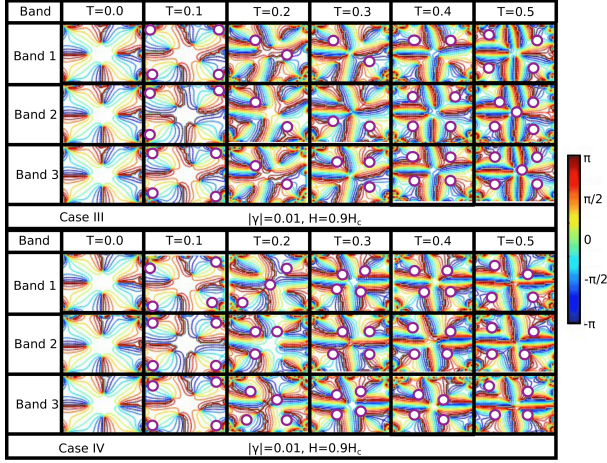 Band T=0.0 T=0.1 T=0.2 T=0.3 T=0.4 T=0.5
Band 1
Band 2
Band 3
Case III |γ|=0.01, H=0.9Hc
Band T=0.0 T=0.1 T=0.2 T=0.3 T=0.4 T=0.5
Band 1
Band 2
Band 3
Case IV |γ|=0.01, H=0.9Hc
π
π/2
0
-π/2
-π